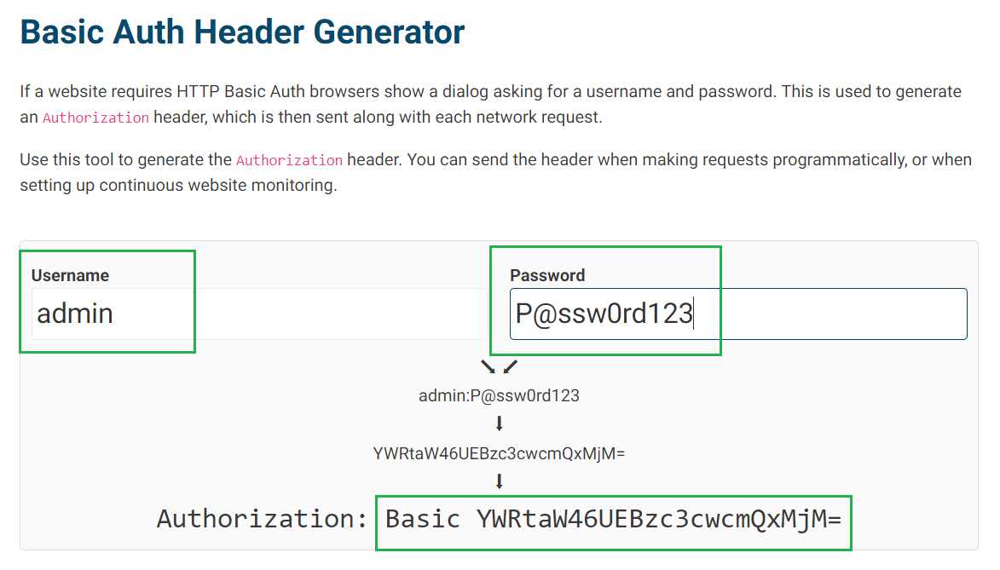 Basic Auth Header Generator
If a website requires HTTP Basic Auth browsers show a dialog asking for a username and password. This is used to generate
an Authorization header, which is then sent along with each network request.
Use this tool to generate the Authorization header. You can send the header when making requests programmatically, or when
setting up continuous website monitoring.
Username Password
admin P@ssw0rd123
admin:P@ssw0rd123
YWRtaW46UEBzc3cwcmQxMjM=
Authorization: Basic YWRtaW46UEBzc3cwcmQxMjM=